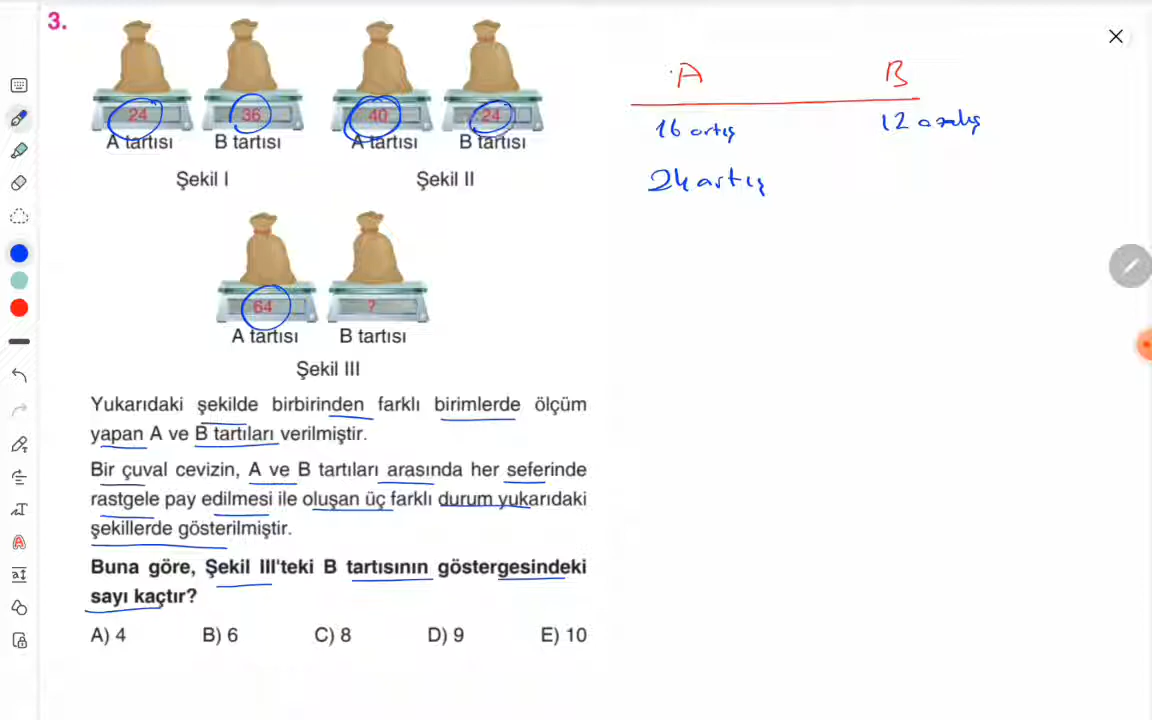 3.
24
36
40
24
A tartısı
B tartısı
A tartısı
B tartısı
Şekil I
Şekil II
64
?
A tartısı
B tartısı
Şekil III
Yukarıdaki şekilde birbirinden farklı birimlerde ölçüm
yapan A ve B tartıları verilmiştir.
Bir çuval cevizin, A ve B tartıları arasında her seferinde
rastgele pay edilmesi ile oluşan üç farklı durum yukarıdaki
şekillerde gösterilmiştir.
Buna göre, Şekil III'teki B tartısının göstergesindeki
sayı kaçtır?
A) 4 B) 6 C) 8 D) 9 E) 10
A B
16 artış 12 azalış
24 artış